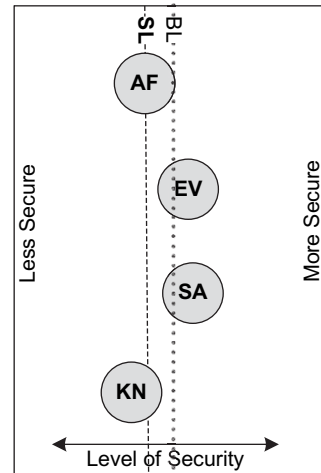 SL
BL
AF
EV
SA
KN
Less Secure
More Secure
Level of Security